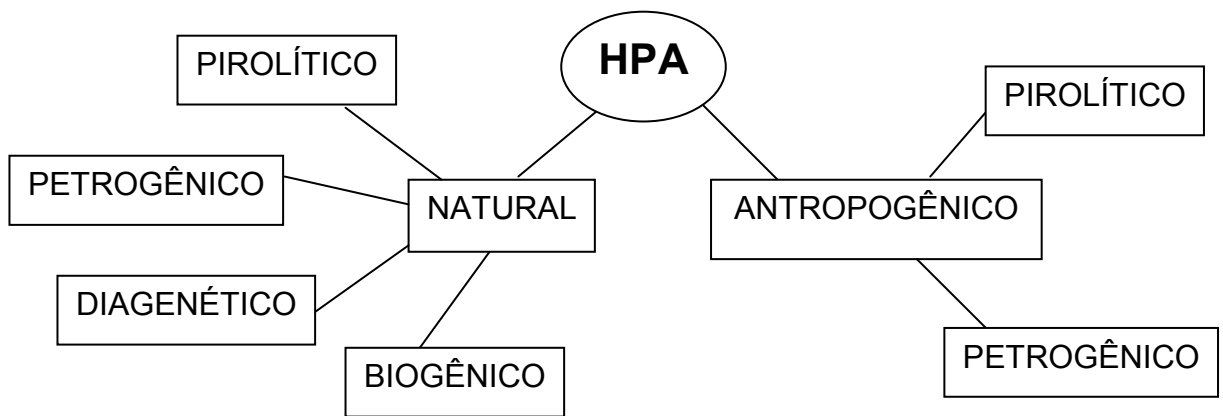 HPA
PIROLÍTICO
PIROLÍTICO
PETROGÊNICO
NATURAL
ANTROPOGÊNICO
DIAGENÉTICO
BIOGÊNICO
PETROGÊNICO